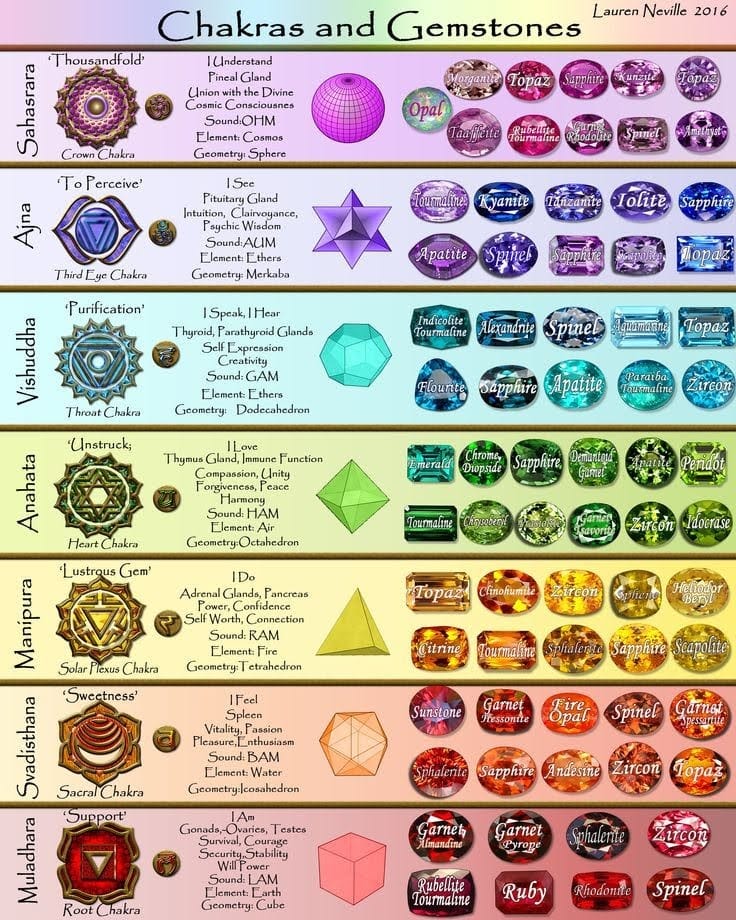 Chakras and Gemstones
Lauren Neville 2016
Sahasrara
'Thousandfold'
Crown Chakra
I Understand
Pineal Gland
Union with the Divine
Cosmic Consciousnes
Sound:OHM
Element: Cosmos
Geometry: Sphere
Opal
Morganite
Topaz
Sapphire
Kunzite
Topaz
Taaffeite
Rubellite
Tourmaline
Garnet
Rhodolite
Spinel
Amethyst
Ajna
'To Perceive'
Third Eye Chakra
I See
Pituitary Gland
Intuition, Clairvoyance,
Psychic Wisdom
Sound:AUM
Element: Ethers
Geometry: Merkaba
Tourmaline
Kyanite
Tanzanite
Iolite
Sapphire
Apatite
Spinel
Sapphire
Scapolite
Topaz
Vishuddha
'Purification'
Throat Chakra
I Speak, I Hear
Thyroid, Parathyroid Glands
Self Expression
Creativity
Sound: GAM
Element: Ethers
Geometry: Dodecahedron
Indicolite
Tourmaline
Alexandrite
Spinel
Aquamarine
Topaz
Flourite
Sapphire
Apatite
Paraiba
Tourmaline
Zircon
Anahata
'Unstruck;
Heart Chakra
I Love
Thymus Gland, Immune Function
Compassion, Unity
Forgiveness, Peace
Harmony
Sound: HAM
Element: Air
Geometry:Octahedron
Emerald
Chrome
Diopside
Sapphire
Demantoid
Garnet
Apatite
Peridot
Tourmaline
Chrysoberyl
Garnet
Tsavorite
Zircon
Idocrase
Manipura
'Lustrqus Gem'
Solar Plexus Chakra
I Do
Adrenal Glands, Pancreas
Power, Confidence
Self Worth, Connection
Sound: RAM
Element: Fire
Geometry:Tetrahedron
Topaz
Clinohumite
Zircon
Sphene
Heliodor
Beryl
Citrine
Tourmaline
Sphalerite
Sapphire
Scapolite
Svadisthana
'Sweetness'
Sacral Chakra
I Feel
Spleen
Vitality, Passion
Pleasure,Enthusiasm
Sound: BAM
Element: Water
Geometry:Icosahedron
Sunstone
Garnet
Hessonite
Fire
Opal
Spinel
Garnet
Spessartite
Sphalerite
Sapphire
Andesine
Zircon
Topaz
Muladhara
'Support'
Root Chakra
I Am
Gonads,-Ovaries, Testes
Survival, Courage
Security,Stability
Will Power
Sound: LAM
Element: Earth
Geometry: Cube
Garnet
Almandine
Garnet
Pyrope
Sphalerite
Zircon
Rubellite
Tourmaline
Ruby
Rhodonite
Spinel